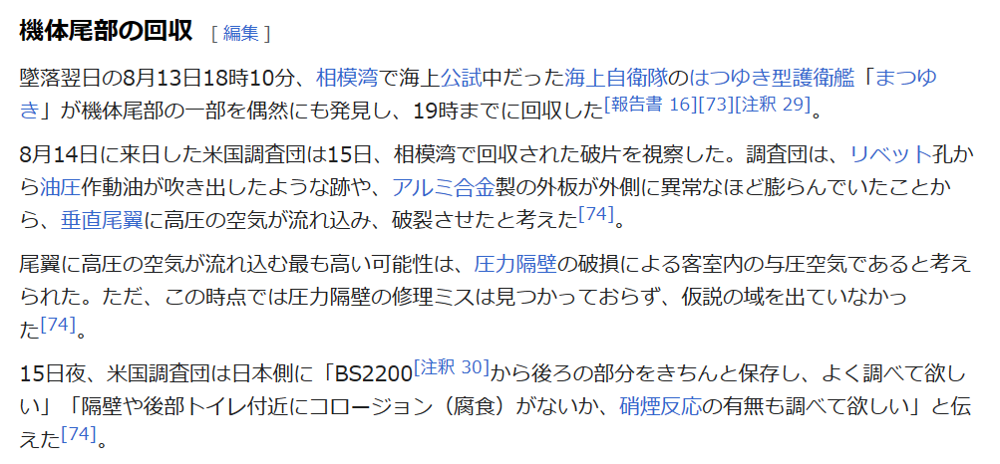 機体尾部の回収 [ 編集 ]
墜落翌日の8月13日18時10分、相模湾で海上公試中だった海上自衛隊のはつゆき型護衛艦「まつゆ
き」が機体尾部の一部を偶然にも発見し、19時までに回収した[報告書 16][73][注釈 29]。
8月14日に来日した米国調査団は15日、相模湾で回収された破片を視察した。調査団は、リベット孔か
ら油圧作動油が吹き出したような跡や、アルミ合金製の外板が外側に異常なほど膨らんでいたことか
ら、垂直尾翼に高圧の空気が流れ込み、破裂させたと考えた[74]。
尾翼に高圧の空気が流れ込む最も高い可能性は、圧力隔壁の破損による客室内の与圧空気であると考え
られた。ただ、この時点では圧力隔壁の修理ミスは見つかっておらず、仮説の域を出ていなかっ
た[74]。
15日夜、米国調査団は日本側に「BS2200[注釈 30]から後ろの部分をきちんと保存し、よく調べて欲し
い」「隔壁や後部トイレ付近にコロージョン（腐食）がないか、硝煙反応の有無も調べて欲しい」と伝
えた[74]。